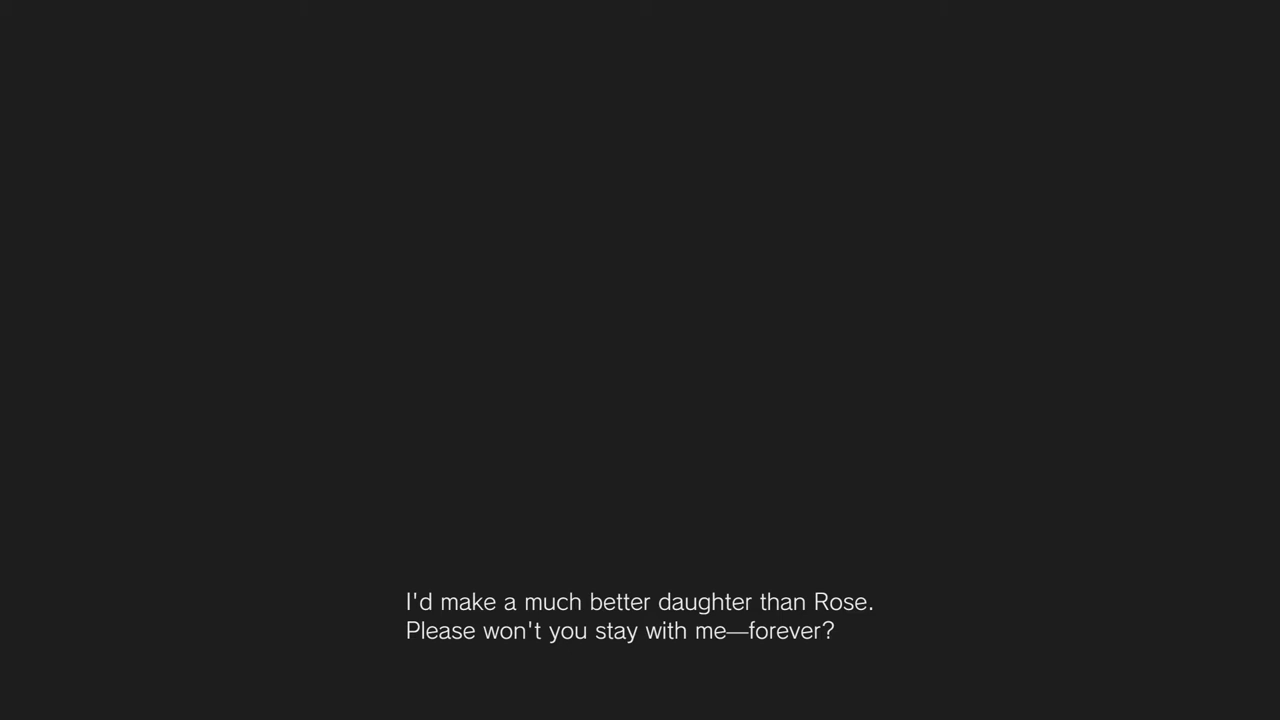 I'd make a much better daughter than Rose.
Please won't you stay with me—forever?